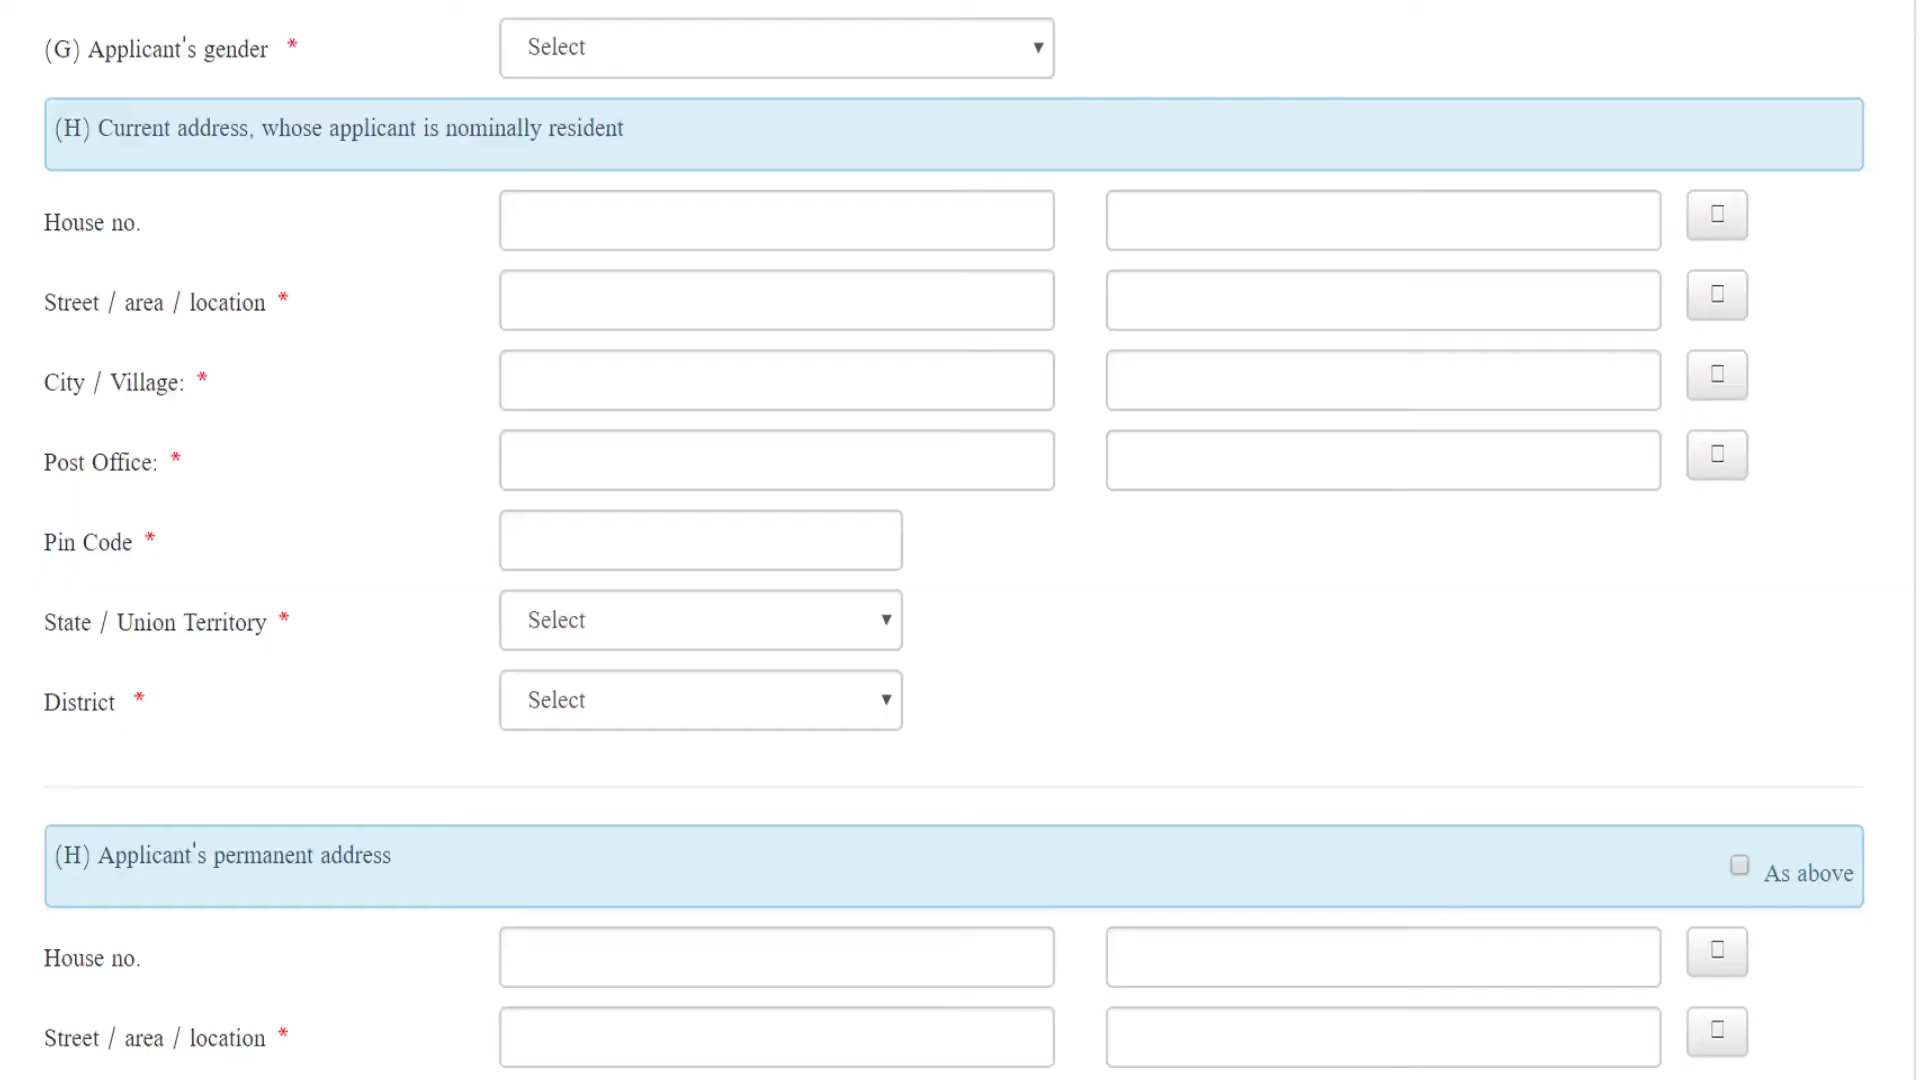 (G) Applicant's gender *
Select
(H) Current address, whose applicant is nominally resident
House no.
Street / area / location *
City / Village: *
Post Office: *
Pin Code *
State / Union Territory *
Select
District *
Select
(H) Applicant's permanent address
As above
House no.
Street / area / location *